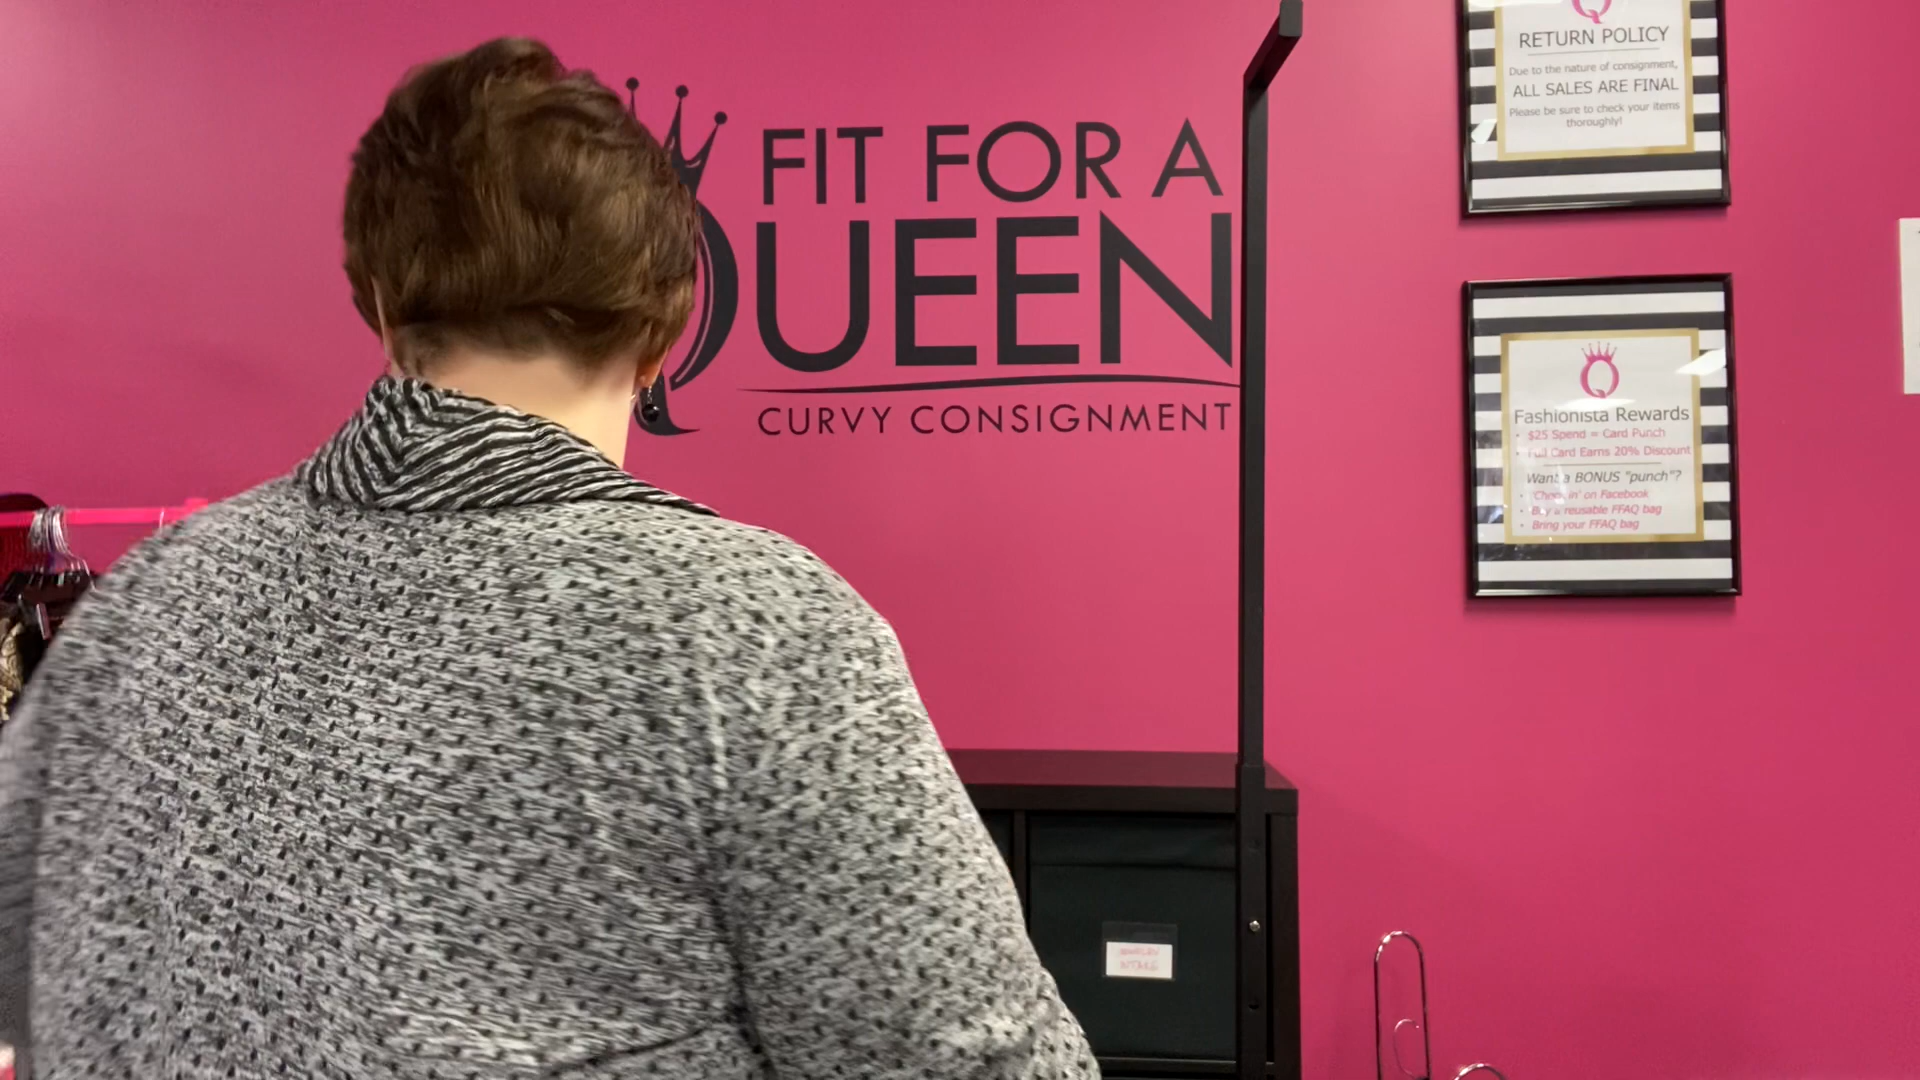 FIT FOR A
QUEEN
CURVY CONSIGNMENT
Q
RETURN POLICY
Due to the nature of consignment,
ALL SALES ARE FINAL
Please be sure to check your items
thoroughly!
Q
Fashionista Rewards
• $25 Spend = Card Punch
• Full Card Earns 20% Discount
Want a BONUS "punch"?
• 'Check in' on Facebook
• Buy a reusable FFAQ bag
• Bring your FFAQ bag